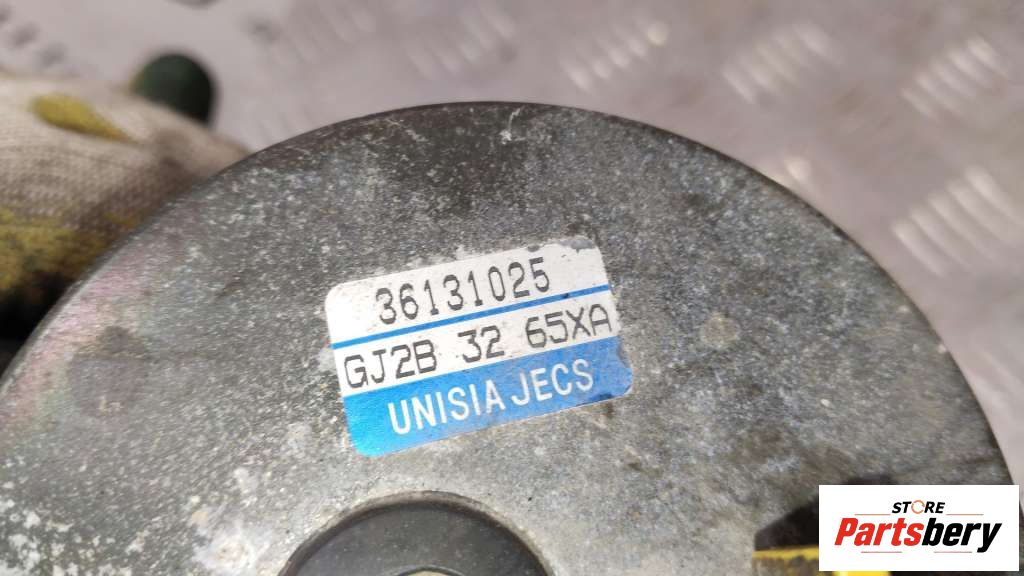 36131025
GJ2B 32 65XA
UNISIA JECS
STORE
Partsbery